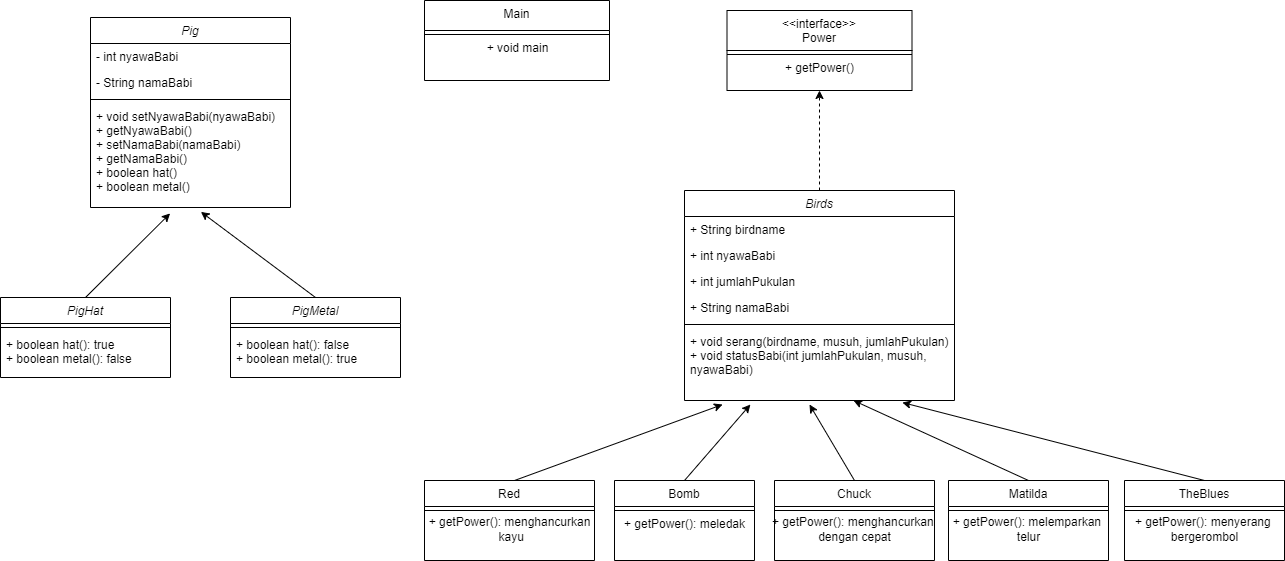 Pig
- int nyawaBabi
- String namaBabi
+ void setNyawaBabi(nyawaBabi)
+ getNyawaBabi()
+ setNamaBabi(namaBabi)
+ getNamaBabi()
+ boolean hat()
+ boolean metal()
Main
+ void main
<<interface>>
Power
+ getPower()
PigHat
+ boolean hat(): true
+ boolean metal(): false
PigMetal
+ boolean hat(): false
+ boolean metal(): true
Birds
+ String birdname
+ int nyawaBabi
+ int jumlahPukulan
+ String namaBabi
+ void serang(birdname, musuh, jumlahPukulan)
+ void statusBabi(int jumlahPukulan, musuh,
nyawaBabi)
Red
+ getPower(): menghancurkan
kayu
Bomb
+ getPower(): meledak
Chuck
+ getPower(): menghancurkan
dengan cepat
Matilda
+ getPower(): melemparkan
telur
TheBlues
+ getPower(): menyerang
bergerombol